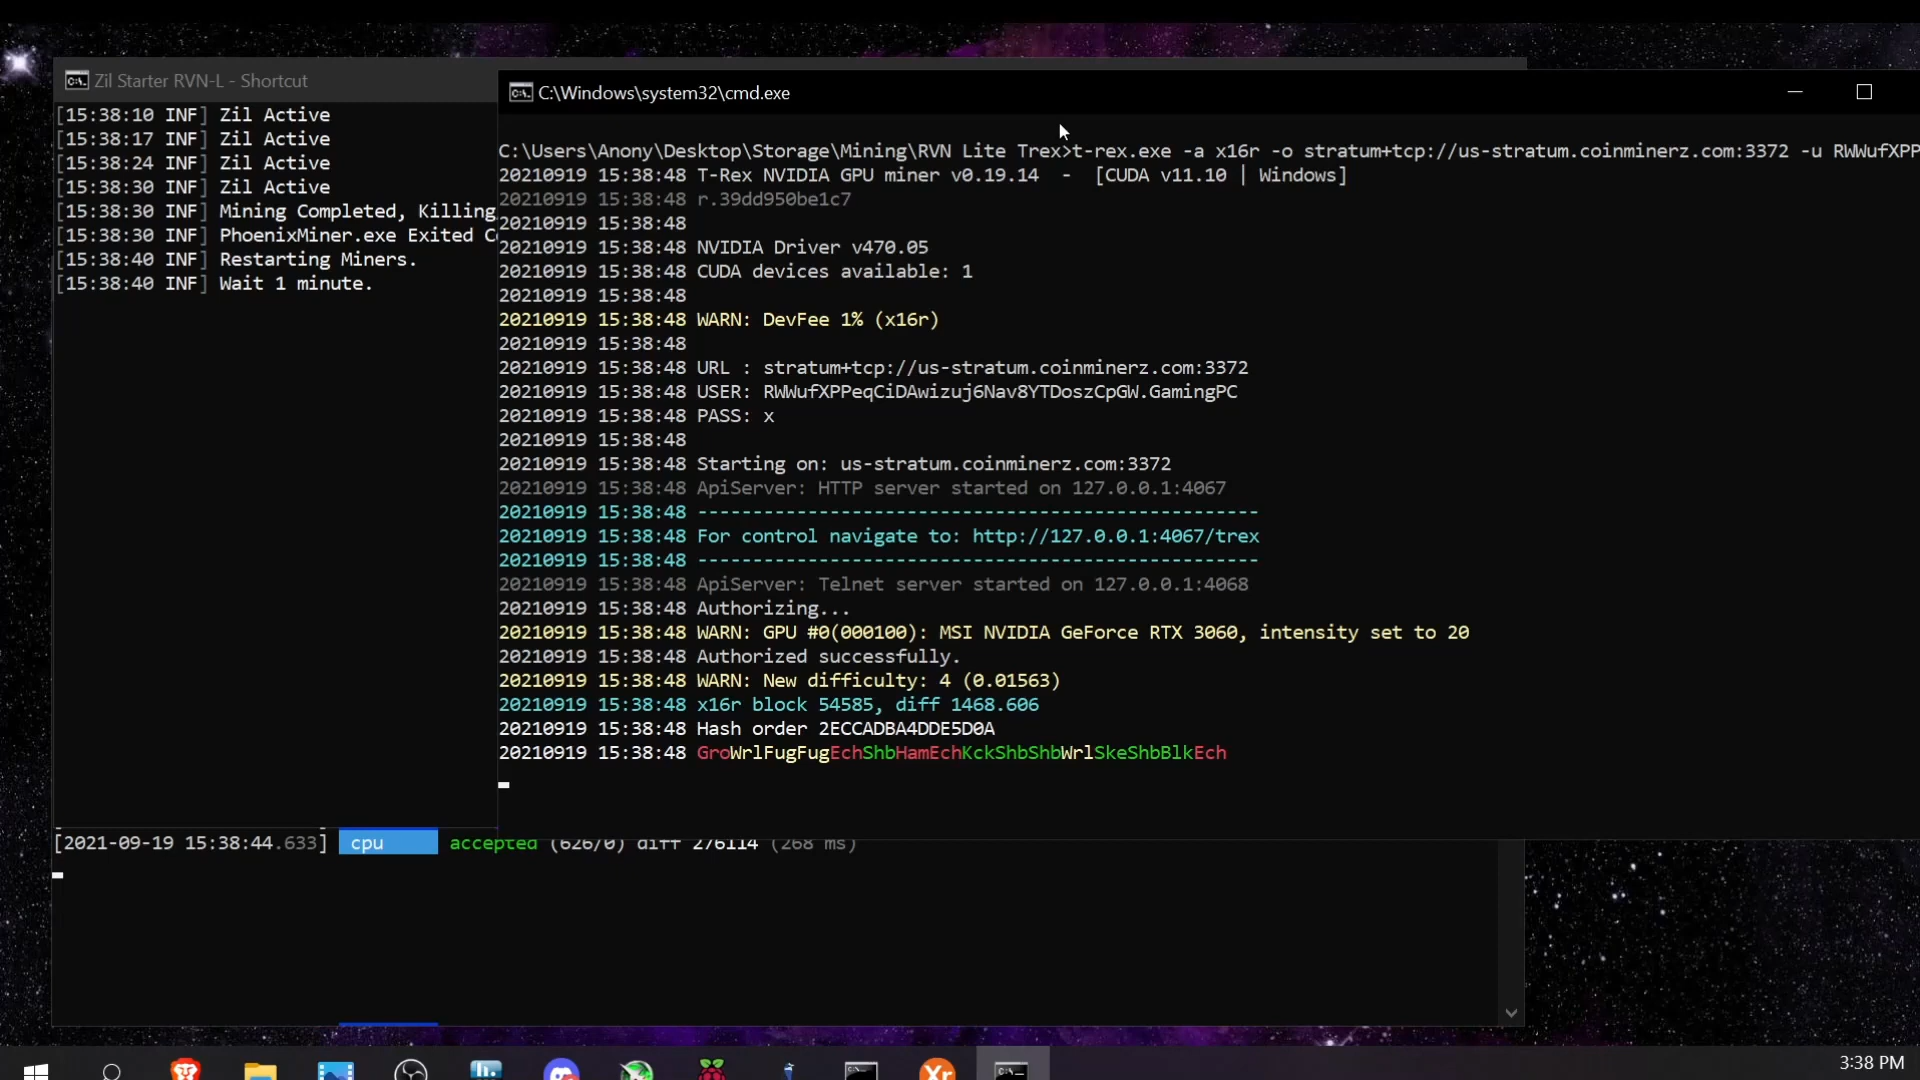 Zil Starter RVN-L - Shortcut
[15:38:10 INF] Zil Active
[15:38:17 INF] Zil Active
[15:38:24 INF] Zil Active
[15:38:30 INF] Zil Active
[15:38:30 INF] Mining Completed, Killing
[15:38:30 INF] PhoenixMiner.exe Exited
[15:38:40 INF] Restarting Miners.
[15:38:40 INF] Wait 1 minute.
C:\Windows\system32\cmd.exe
C:\Users\Anony\Desktop\Storage\Mining\RVN Lite Trex>t-rex.exe -a x16r -o stratum+tcp://us-stratum.coinminerz.com:3372 -u RWWufXPP
20210919 15:38:48 T-Rex NVIDIA GPU miner v0.19.14 - [CUDA v11.10 | Windows]
20210919 15:38:48 r.39dd950be1c7
20210919 15:38:48
20210919 15:38:48 NVIDIA Driver v470.05
20210919 15:38:48 CUDA devices available: 1
20210919 15:38:48
20210919 15:38:48 WARN: DevFee 1% (x16r)
20210919 15:38:48
20210919 15:38:48 URL : stratum+tcp://us-stratum.coinminerz.com:3372
20210919 15:38:48 USER: RWWufXPPeqCiDAwizuj6Nav8YTDoszCpGW.GamingPC
20210919 15:38:48 PASS: x
20210919 15:38:48
20210919 15:38:48 Starting on: us-stratum.coinminerz.com:3372
20210919 15:38:48 ApiServer: HTTP server started on 127.0.0.1:4067
20210919 15:38:48 ---------------------------------------------------
20210919 15:38:48 For control navigate to: http://127.0.0.1:4067/trex
20210919 15:38:48 ---------------------------------------------------
20210919 15:38:48 ApiServer: Telnet server started on 127.0.0.1:4068
20210919 15:38:48 Authorizing...
20210919 15:38:48 WARN: GPU #0(000100): MSI NVIDIA GeForce RTX 3060, intensity set to 20
20210919 15:38:48 Authorized successfully.
20210919 15:38:48 WARN: New difficulty: 4 (0.01563)
20210919 15:38:48 x16r block 54585, diff 1468.606
20210919 15:38:48 Hash order 2ECCADBA4DDE5D0A
20210919 15:38:48 GroWrlFugFugEchShbHamEchKckShbShbWrlSkeShbBlkEch
[2021-09-19 15:38:44.633] cpu accepted (626/0) diff 276114 (268 ms)
h.
Xr
3:38 PM